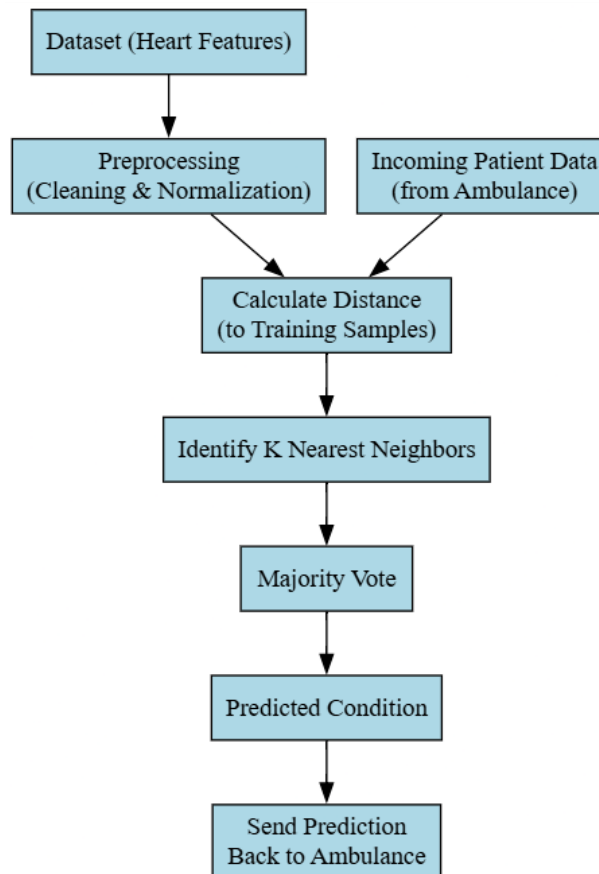 Dataset (Heart Features)
Preprocessing
(Cleaning & Normalization)
Incoming Patient Data
(from Ambulance)
Calculate Distance
(to Training Samples)
Identify K Nearest Neighbors
Majority Vote
Predicted Condition
Send Prediction
Back to Ambulance